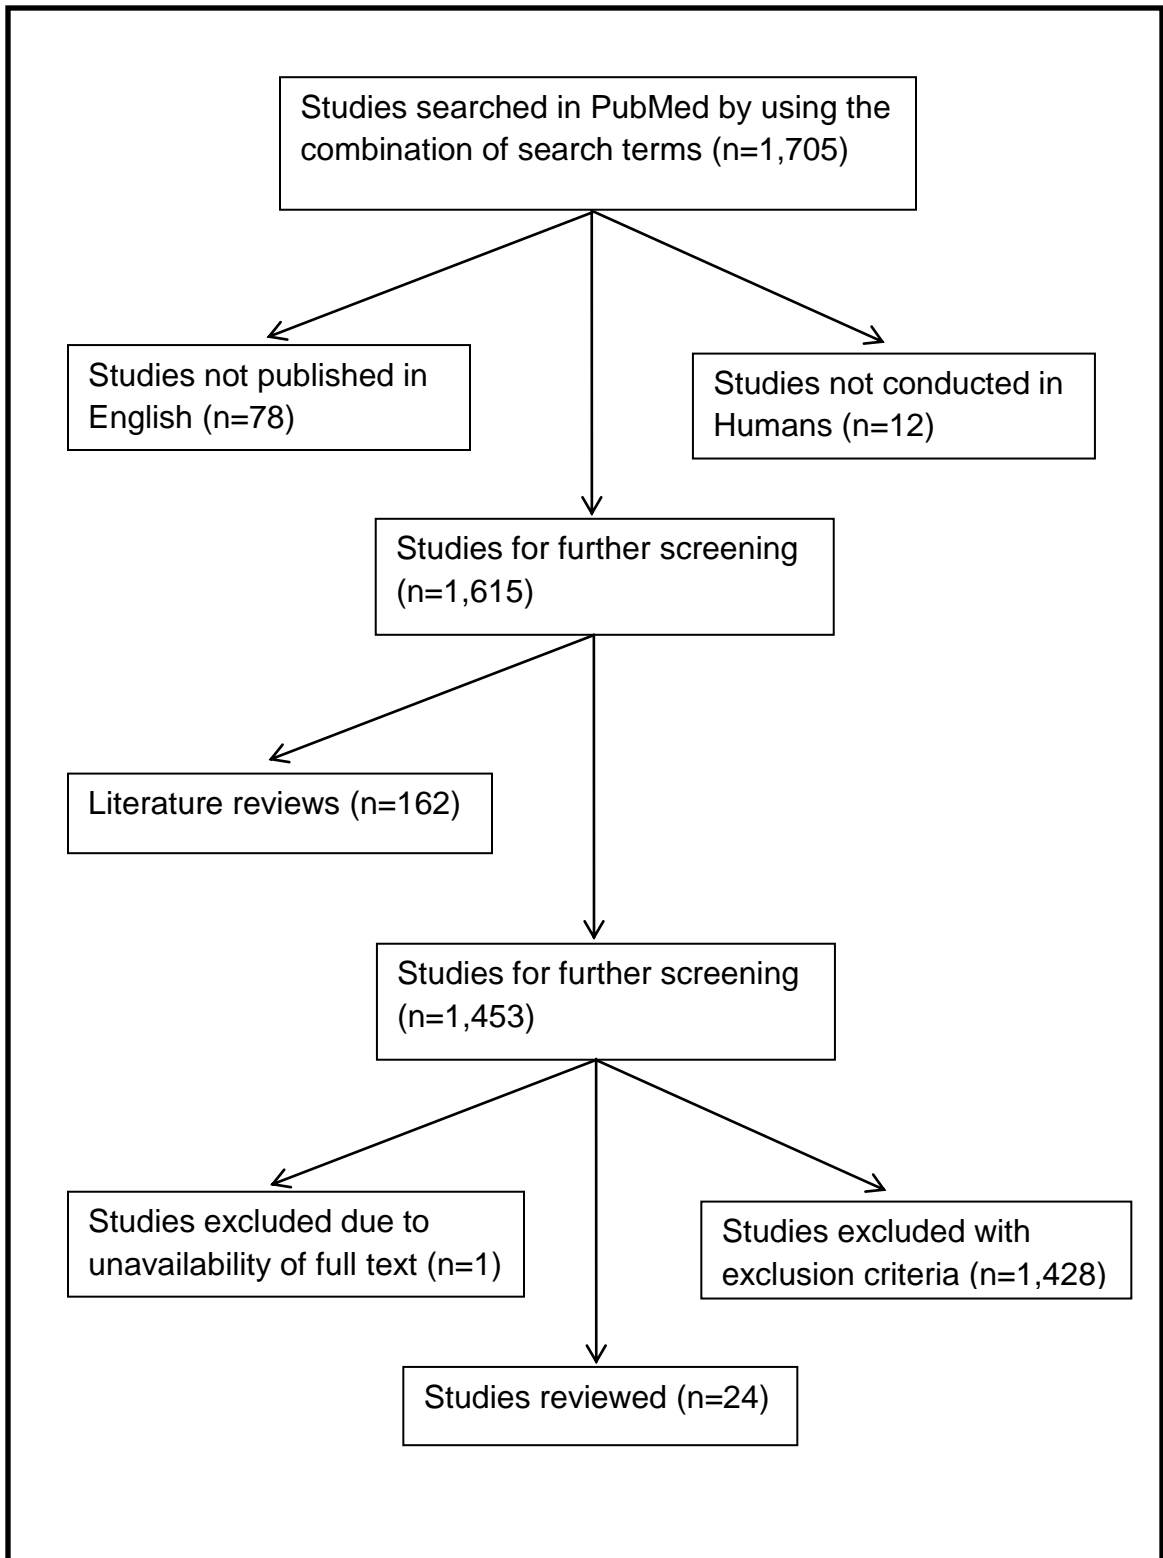 Studies searched in PubMed by using the
combination of search terms (n=1,705)
Studies not published in
English (n=78)
Studies not conducted in
Humans (n=12)
Studies for further screening
(n=1,615)
Literature reviews (n=162)
Studies for further screening
(n=1,453)
Studies excluded due to
unavailability of full text (n=1)
Studies excluded with
exclusion criteria (n=1,428)
Studies reviewed (n=24)